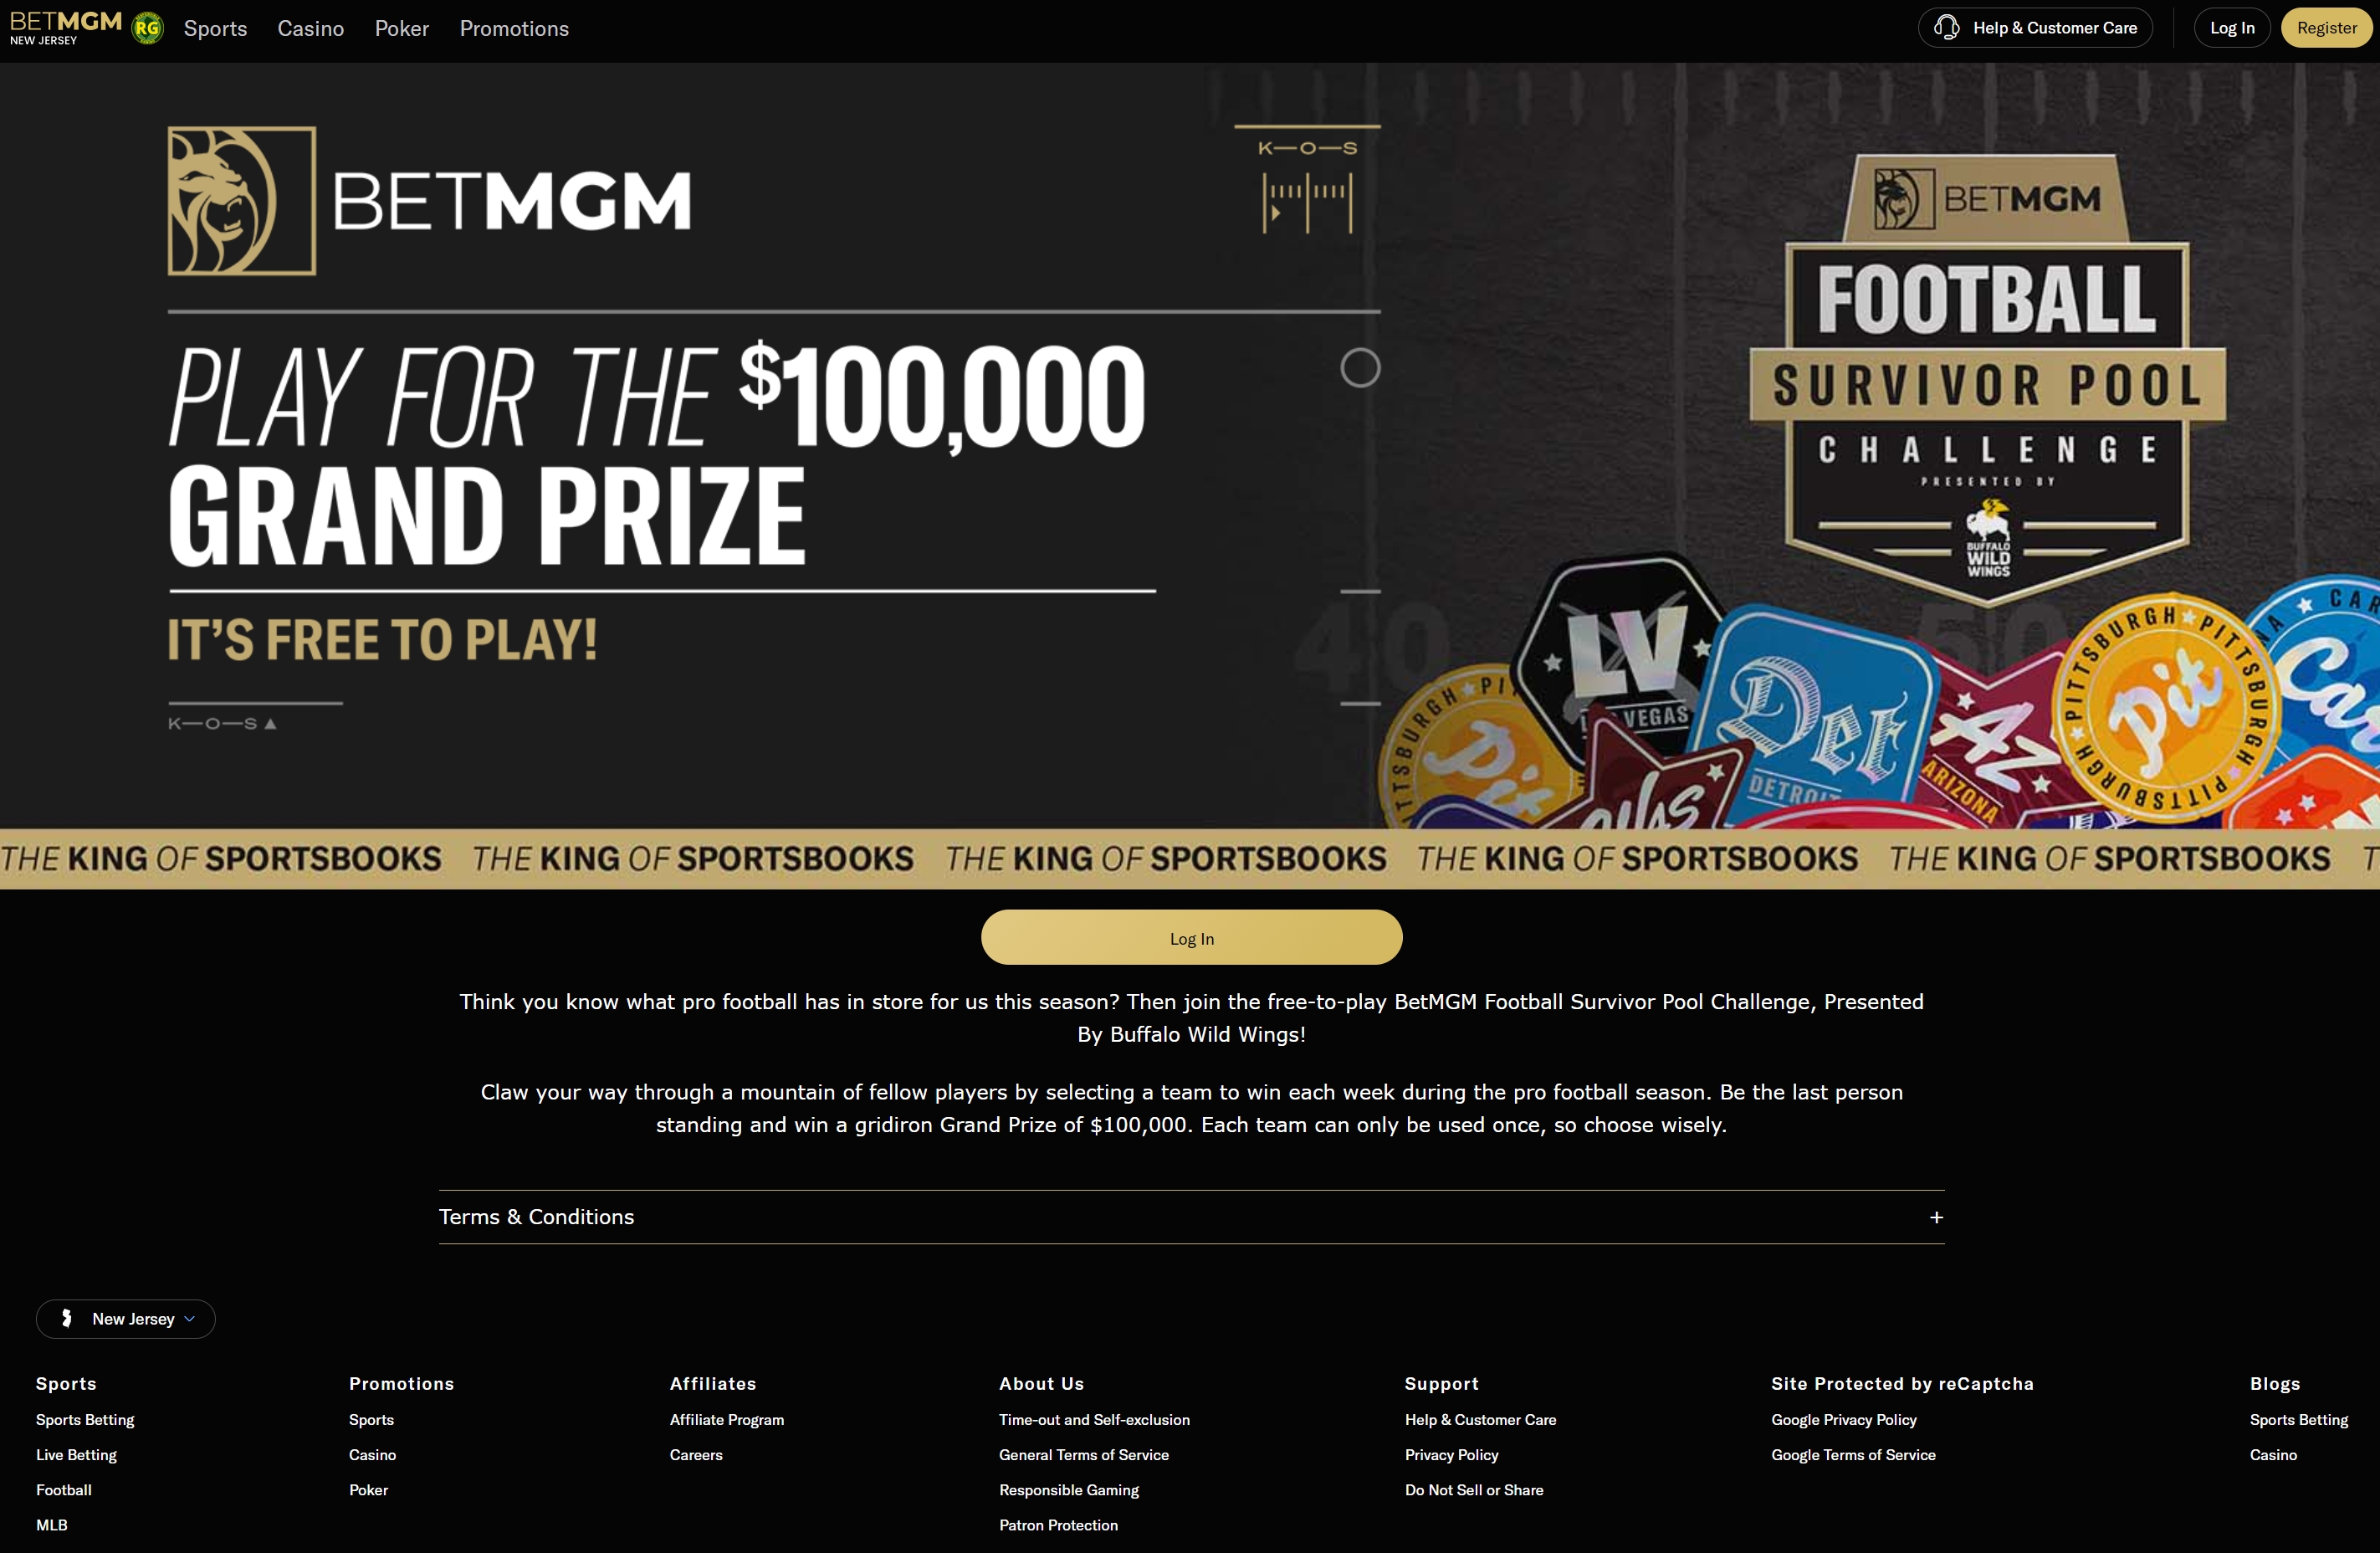 BETMGM
NEW JERSEY
RG
Sports
Casino
Poker
Promotions
Help & Customer Care
Log In
Register
BETMGM
K—O—S
PLAY FOR THE $100,000
GRAND PRIZE
IT'S FREE TO PLAY!
K—O—S
BETMGM
FOOTBALL
SURVIVOR POOL
CHALLENGE
PRESENTED BY
BUFFALO
WILD
WINGS
40
50
LV
VEGAS
Det
DETROIT
AZ
ARIZONA
PITTSBURGH PITTSBURGH PITTSBURGH
Pit
Pit
CAR
Car
THE KING OF SPORTSBOOKS THE KING OF SPORTSBOOKS THE KING OF SPORTSBOOKS THE KING OF SPORTSBOOKS THE KING OF SPORTSBOOKS T
Log In
Think you know what pro football has in store for us this season? Then join the free-to-play BetMGM Football Survivor Pool Challenge, Presented
By Buffalo Wild Wings!
Claw your way through a mountain of fellow players by selecting a team to win each week during the pro football season. Be the last person
standing and win a gridiron Grand Prize of $100,000. Each team can only be used once, so choose wisely.
Terms & Conditions +
New Jersey
Sports
Sports Betting
Live Betting
Football
MLB
Promotions
Sports
Casino
Poker
Affiliates
Affiliate Program
Careers
About Us
Time-out and Self-exclusion
General Terms of Service
Responsible Gaming
Patron Protection
Support
Help & Customer Care
Privacy Policy
Do Not Sell or Share
Site Protected by reCaptcha
Google Privacy Policy
Google Terms of Service
Blogs
Sports Betting
Casino